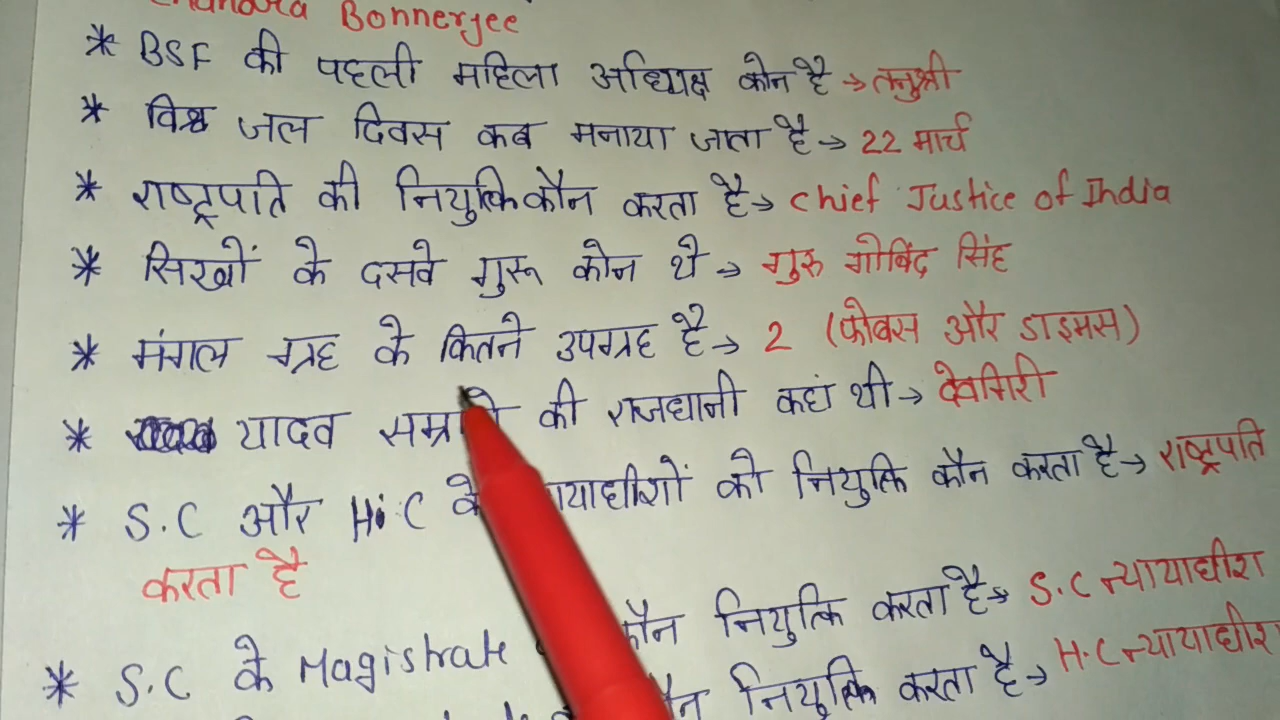 Chandra Bonnerjee
* BSF की पहली महिला अध्यिक्ष कोन है → तनुश्री
* विश्व जल दिवस कब मनाया जाता है → 22 मार्च
* राष्ट्रपति की नियुक्ति कौन करता है → Chief Justice of India
* सिखों के दसवे गुरू कोन थे → गुरु गोबिंद सिंह
* मंगल ग्रह के कितने उपग्रह है → 2 (फोबस और डाइमस)
* यादव की राजधानी कहां थी → देवगिरी
* S.C और H.C के को नियुक्ति कौन करता है → राष्ट्रपति
करता है
* S.C के Magistrate कौन नियुक्ति करता है → S.C न्यायाधीश
नियुक्ति करता है → H.C न्यायाधीश